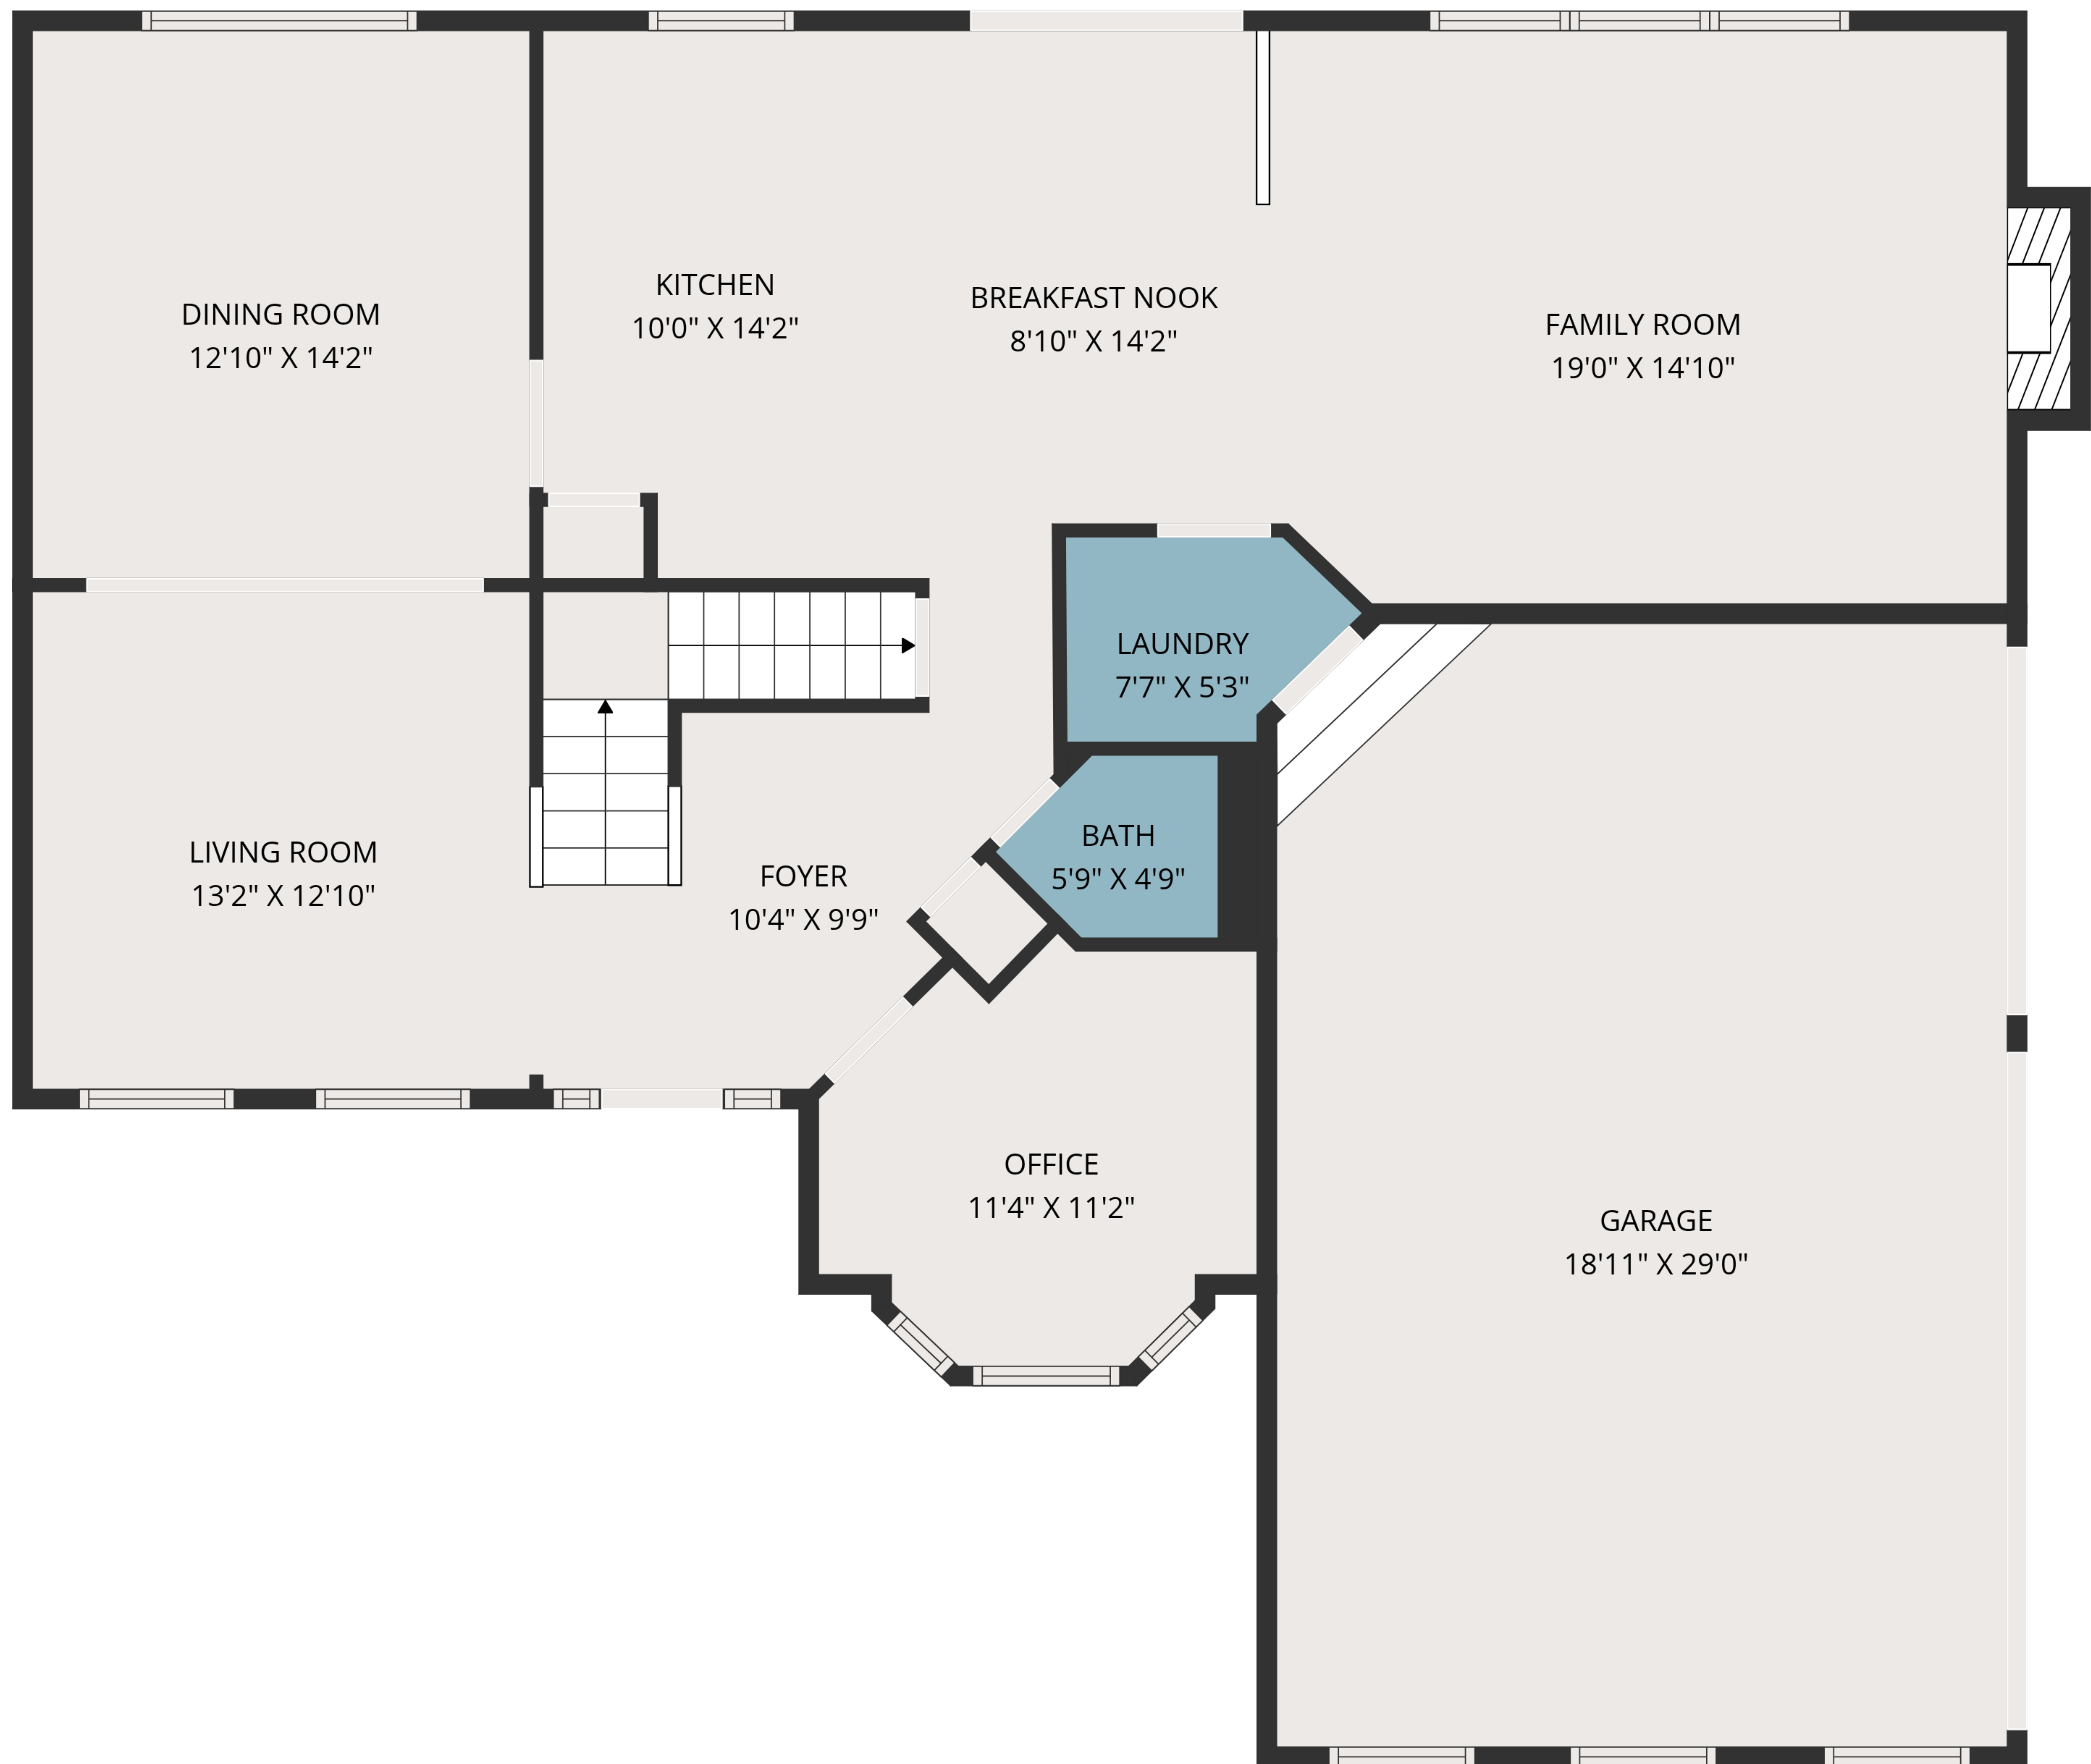 DINING ROOM
12'10" X 14'2"
KITCHEN
10'0" X 14'2"
BREAKFAST NOOK
8'10" X 14'2"
FAMILY ROOM
19'0" X 14'10"
LAUNDRY
7'7" X 5'3"
BATH
5'9" X 4'9"
LIVING ROOM
13'2" X 12'10"
FOYER
10'4" X 9'9"
OFFICE
11'4" X 11'2"
GARAGE
18'11" X 29'0"